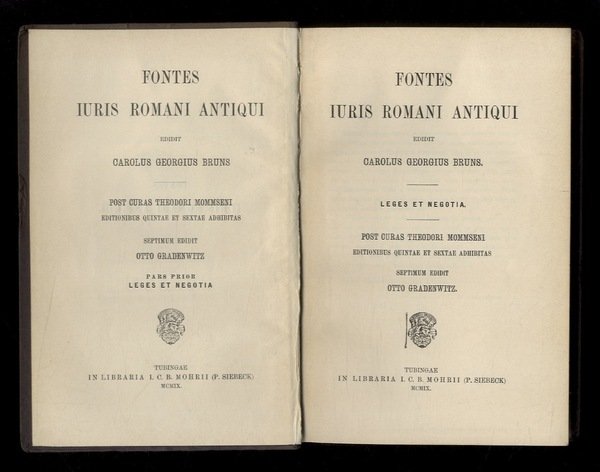 FONTES
IURIS ROMANI ANTIQUI
EDIDIT
CAROLUS GEORGIUS BRUNS
POST CURAS THEODORI MOMMSENI
EDITIONIBUS QUINTAE ET SEXTAE ADHIBITAS
SEPTIMUM EDIDIT
OTTO GRADENWITZ
PARS PRIOR
LEGES ET NEGOTIA
TUBINGAE
IN LIBRARIA I. C. B. MOHRII (P. SIEBECK)
MCMIX.
FONTES
IURIS ROMANI ANTIQUI
EDIDIT
CAROLUS GEORGIUS BRUNS.
LEGES ET NEGOTIA.
POST CURAS THEODORI MOMMSENI
EDITIONIBUS QUINTAE ET SEXTAE ADHIBITAS
SEPTIMUM EDIDIT
OTTO GRADENWITZ.
TUBINGAE
IN LIBRARIA I. C. B. MOHRII (P. SIEBECK)
MCMIX.